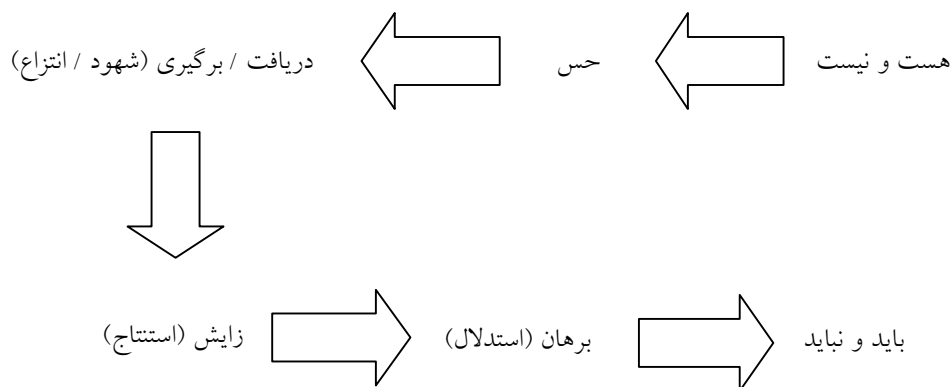 هست و نیست
حس
دریافت / برگیری (شهود / انتزاع)
زایش (استنتاج)
برهان (استدلال)
باید و نباید